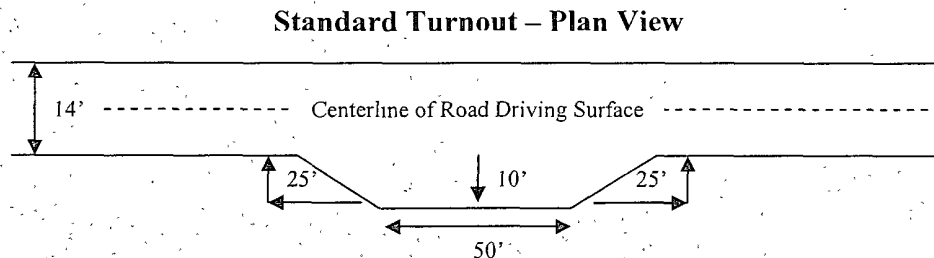 Standard Turnout – Plan View
14'
Centerline of Road Driving Surface
25'
10'
25'
50'